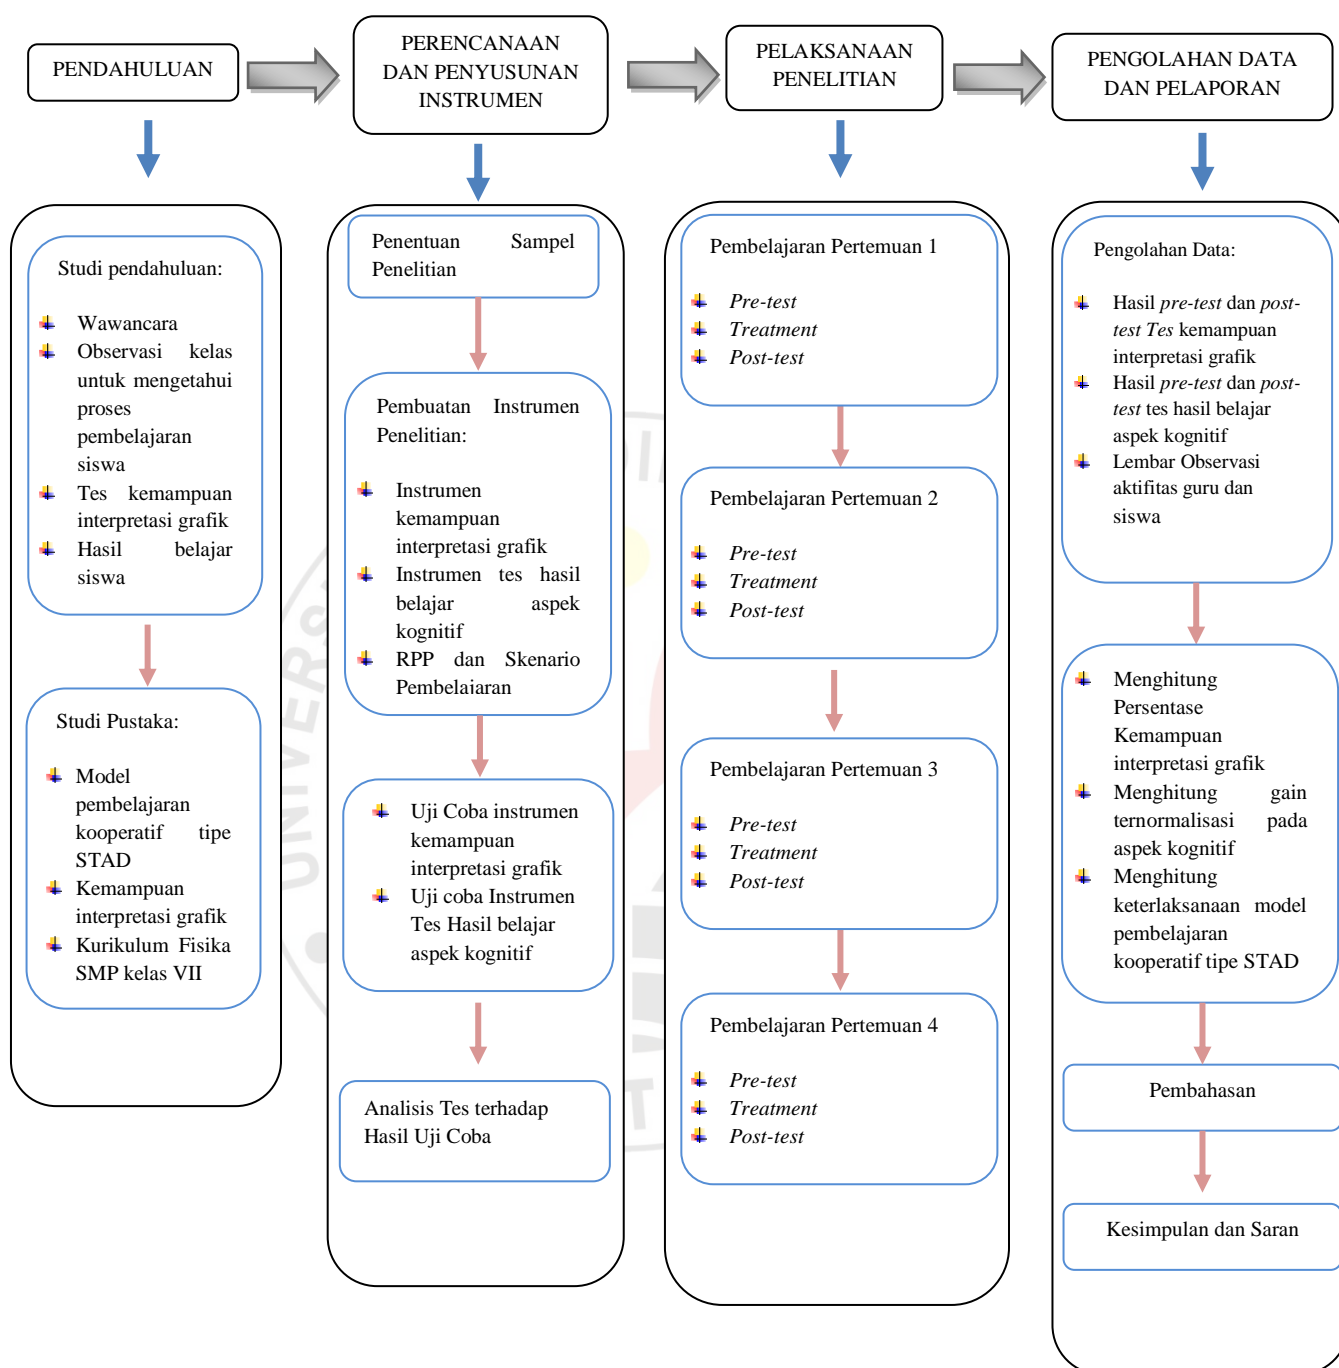 PENDAHULUAN
PERENCANAAN
DAN PENYUSUNAN
INSTRUMEN
PELAKSANAAN
PENELITIAN
PENGOLAHAN DATA
DAN PELAPORAN
Studi pendahuluan:
Wawancara
Observasi kelas
untuk mengetahui
proses
pembelajaran
siswa
Tes kemampuan
interpretasi grafik
Hasil belajar
siswa
Studi Pustaka:
Model
pembelajaran
kooperatif tipe
STAD
Kemampuan
interpretasi grafik
Kurikulum Fisika
SMP kelas VII
Penentuan Sampel
Penelitian
Pembuatan Instrumen
Penelitian:
Instrumen
kemampuan
interpretasi grafik
Instrumen tes hasil
belajar aspek
kognitif
RPP dan Skenario
Pembelajaran
Uji Coba instrumen
kemampuan
interpretasi grafik
Uji coba Instrumen
Tes Hasil belajar
aspek kognitif
Analisis Tes terhadap
Hasil Uji Coba
Pembelajaran Pertemuan 1
Pre-test
Treatment
Post-test
Pembelajaran Pertemuan 2
Pre-test
Treatment
Post-test
Pembelajaran Pertemuan 3
Pre-test
Treatment
Post-test
Pembelajaran Pertemuan 4
Pre-test
Treatment
Post-test
Pengolahan Data:
Hasil pre-test dan post-
test Tes kemampuan
interpretasi grafik
Hasil pre-test dan post-
test tes hasil belajar
aspek kognitif
Lembar Observasi
aktifitas guru dan
siswa
Menghitung
Persentase
Kemampuan
interpretasi grafik
Menghitung gain
ternormalisasi pada
aspek kognitif
Menghitung
keterlaksanaan model
pembelajaran
kooperatif tipe STAD
Pembahasan
Kesimpulan dan Saran